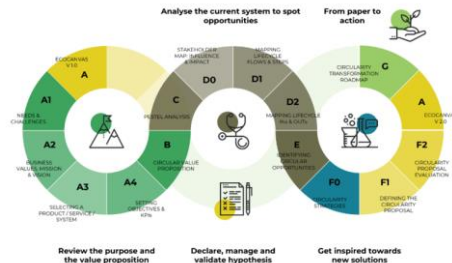 Analyse the current system to spot
opportunities
From paper to
action
ECOCANVAS
V 1.0
A
A1
NEEDS &
CHALLENGES
A2
BUSINESS
VALUES, MISSION &
VISION
A3
SELECTING A
PRODUCT / SERVICE /
SYSTEM
A4
SETTING
OBJECTIVES &
KPIs
B
CIRCULAR VALUE
PROPOSITION
C
PESTEL ANALYSIS
STAKEHOLDER
MAP: INFLUENCE
& IMPACT
D0
MAPPING
LIFECYCLE
FLOWS & STEPS
D1
D2
MAPPING LIFECYCLE
INs & OUTs
E
IDENTIFYING
CIRCULAR
OPPORTUNITIES
F0
CIRCULARITY
STRATEGIES
F1
DEFINING THE
CIRCULARITY
PROPOSAL
F2
CIRCULARITY
PROPOSAL
EVALUATION
A
ECOCANVAS
V 2.0
G
CIRCULARITY
TRANSFORMATION
ROADMAP
Review the purpose and
the value proposition
Declare, manage and
validate hypothesis
Get inspired towards
new solutions